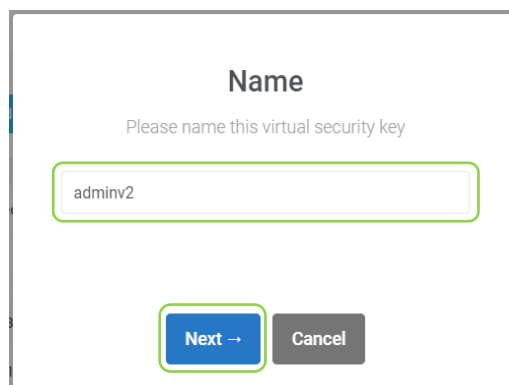 Name
Please name this virtual security key
adminv2
Next →
Cancel